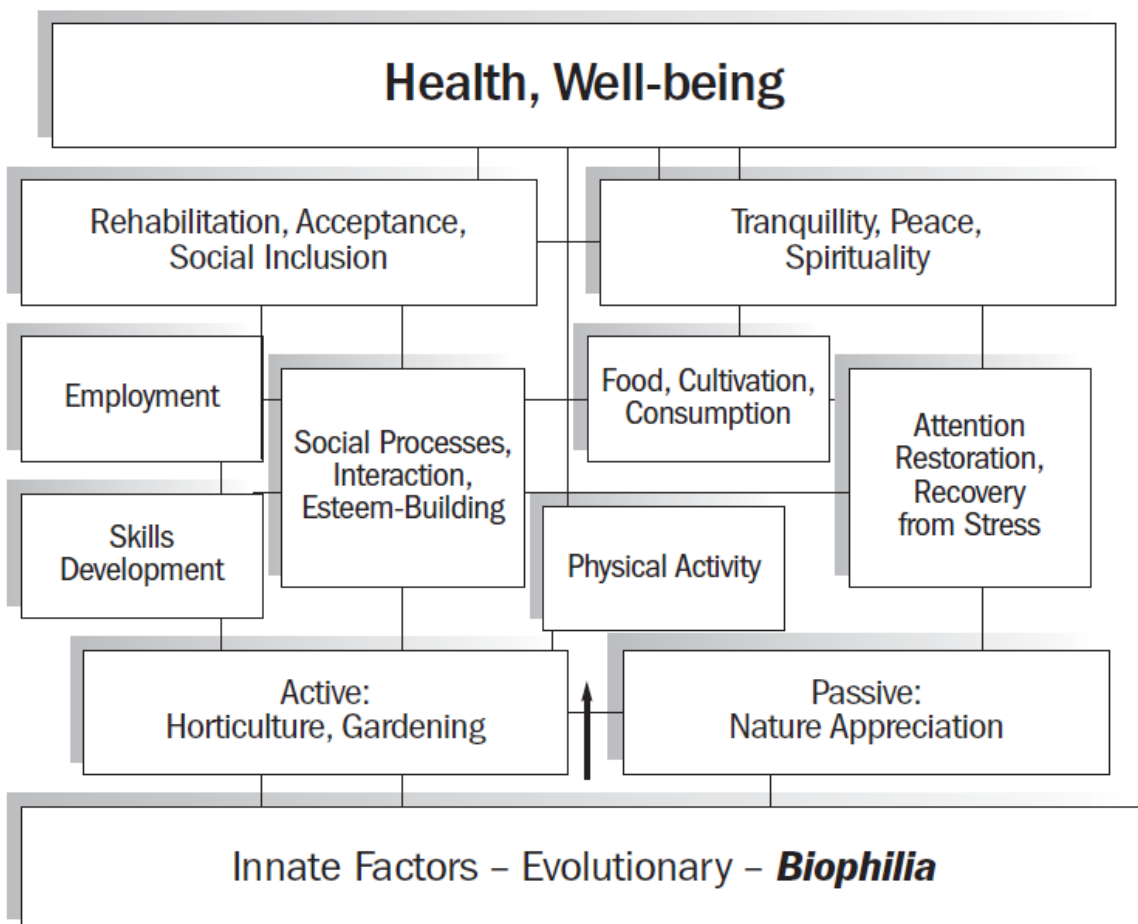 Health, Well-being
Rehabilitation, Acceptance,
Social Inclusion
Tranquillity, Peace,
Spirituality
Employment
Social Processes,
Interaction,
Esteem-Building
Food, Cultivation,
Consumption
Attention
Restoration,
Recovery
from Stress
Skills
Development
Physical Activity
Active:
Horticulture, Gardening
Passive:
Nature Appreciation
Innate Factors – Evolutionary – Biophilia